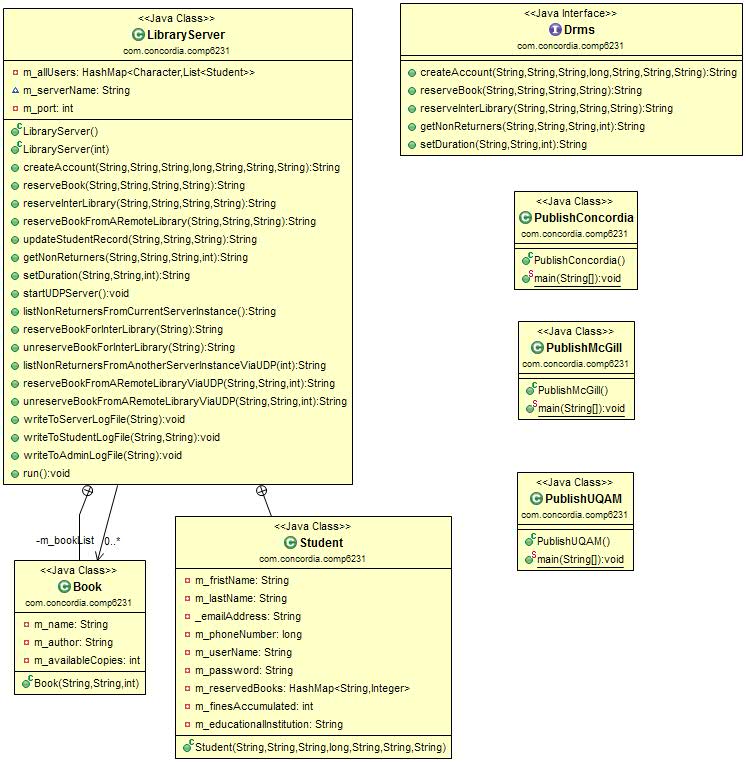 <<Java Class>>
LibraryServer
com.concordia.comp6231
m_allUsers: HashMap<Character,List<Student>>
m_serverName: String
m_port: int
LibraryServer()
LibraryServer(int)
createAccount(String,String,String,long,String,String,String):String
reserveBook(String,String,String,String):String
reserveInterLibrary(String,String,String,String):String
reserveBookFromARemoteLibrary(String,String,String):String
updateStudentRecord(String,String,String):String
getNonReturners(String,String,String,int):String
setDuration(String,String,int):String
startUDPServer():void
listNonReturnersFromCurrentServerInstance():String
reserveBookForInterLibrary(String):String
unreserveBookForInterLibrary(String):String
listNonReturnersFromAnotherServerInstanceViaUDP(int):String
reserveBookFromARemoteLibraryViaUDP(String,String,int):String
unreserveBookFromARemoteLibraryViaUDP(String,String,int):String
writeToServerLogFile(String):void
writeToStudentLogFile(String,String):void
writeToAdminLogFile(String):void
run():void
<<Java Interface>>
Drms
com.concordia.comp6231
createAccount(String,String,String,long,String,String,String):String
reserveBook(String,String,String,String):String
reserveInterLibrary(String,String,String,String):String
getNonReturners(String,String,String,int):String
setDuration(String,String,int):String
<<Java Class>>
PublishConcordia
com.concordia.comp6231
PublishConcordia()
main(String[]):void
<<Java Class>>
PublishMcGill
com.concordia.comp6231
PublishMcGill()
main(String[]):void
<<Java Class>>
PublishUQAM
com.concordia.comp6231
PublishUQAM()
main(String[]):void
-m_bookList 0..*
<<Java Class>>
Book
com.concordia.comp6231
m_name: String
m_author: String
m_availableCopies: int
Book(String,String,int)
<<Java Class>>
Student
com.concordia.comp6231
m_fristName: String
m_lastName: String
_emailAddress: String
m_phoneNumber: long
m_userName: String
m_password: String
m_reservedBooks: HashMap<String,Integer>
m_finesAccumulated: int
m_educationalInstitution: String
Student(String,String,String,long,String,String,String)